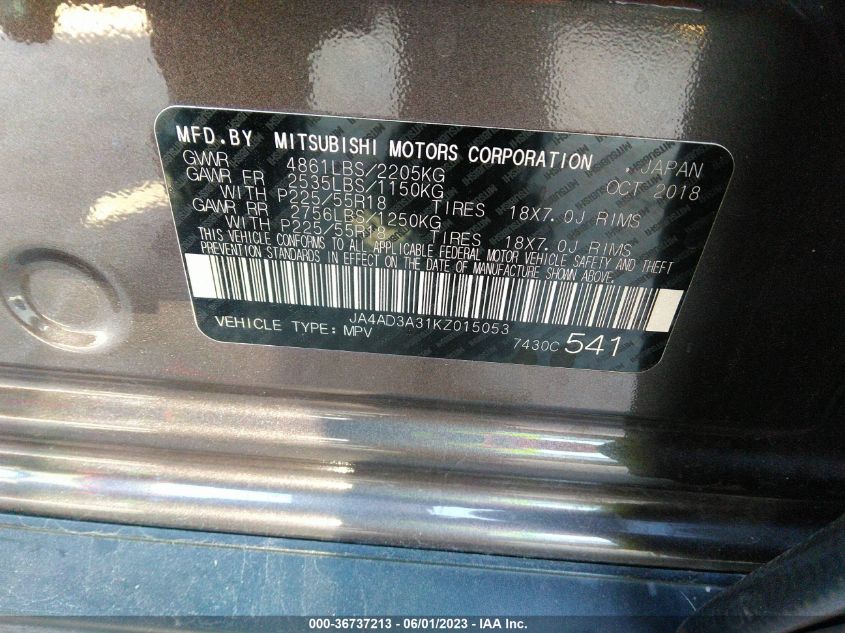 MFD.BY MITSUBISHI MOTORS CORPORATION , JAPAN
GVWR 4861LBS/2205KG OCT 2018
GAWR FR 2535LBS/1150KG
WITH P225/55R18 TIRES 18X7.0J RIMS
GAWR RR 2756LBS/1250KG
WITH P225/55R18 TIRES 18X7.0J RIMS
THIS VEHICLE CONFORMS TO ALL APPLICABLE FEDERAL MOTOR VEHICLE SAFETY AND THEFT
PREVENTION STANDARDS IN EFFECT ON THE DATE OF MANUFACTURE SHOWN ABOVE.
JA4AD3A31KZ015053
VEHICLE TYPE: MPV 7430C 541
000-36737213 - 06/01/2023 - IAA Inc.